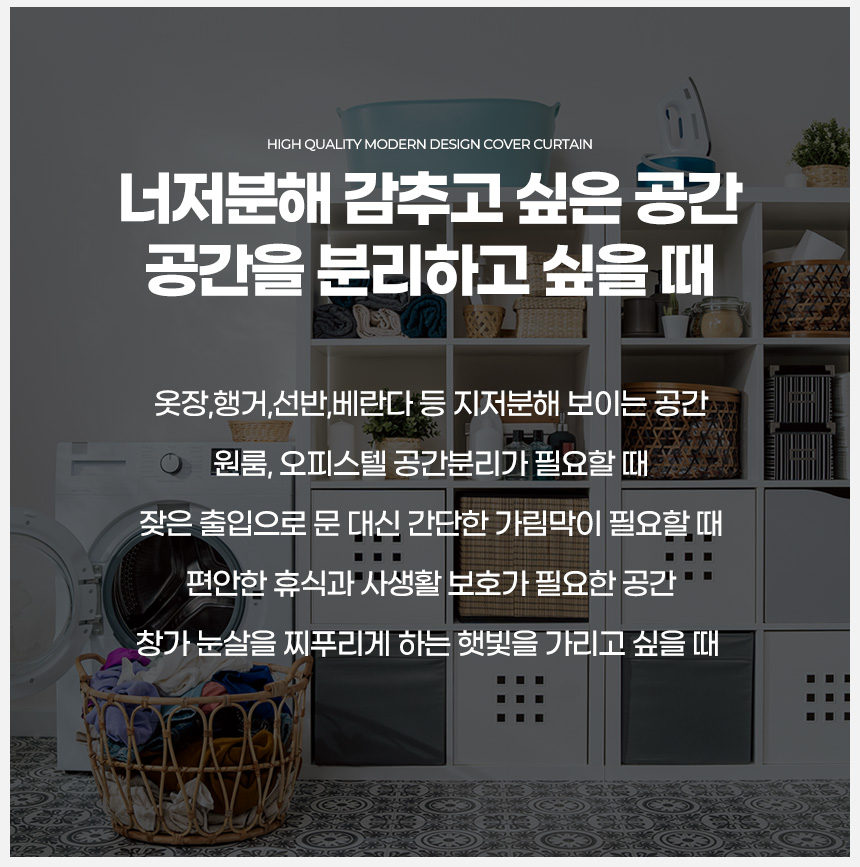 HIGH QUALITY MODERN DESIGN COVER CURTAIN
너저분해 감추고 싶은 공간
공간을 분리하고 싶을 때
옷장,행거,선반,베란다 등 지저분해 보이는 공간
원룸, 오피스텔 공간분리가 필요할 때
잦은 출입으로 문 대신 간단한 가림막이 필요할 때
편안한 휴식과 사생활 보호가 필요한 공간
창가 눈살을 찌푸리게 하는 햇빛을 가리고 싶을 때